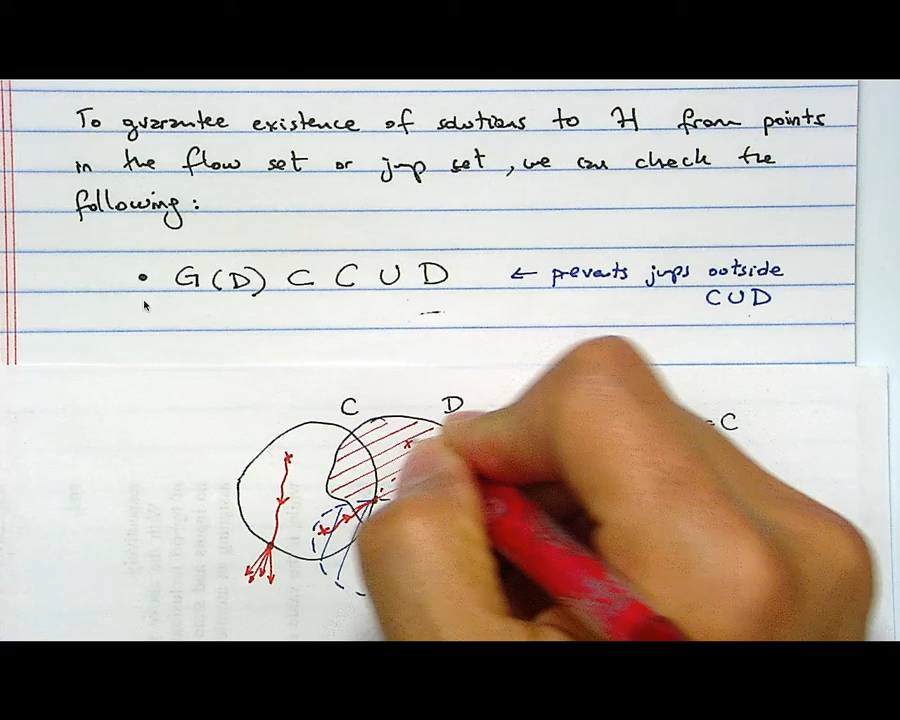 To guarantee existence of solutions to H from points
in the flow set or jump set, we can check the
following:
• G(D) ⊂ C ∪ D ← prevents jumps outside
C ∪ D
C D
C